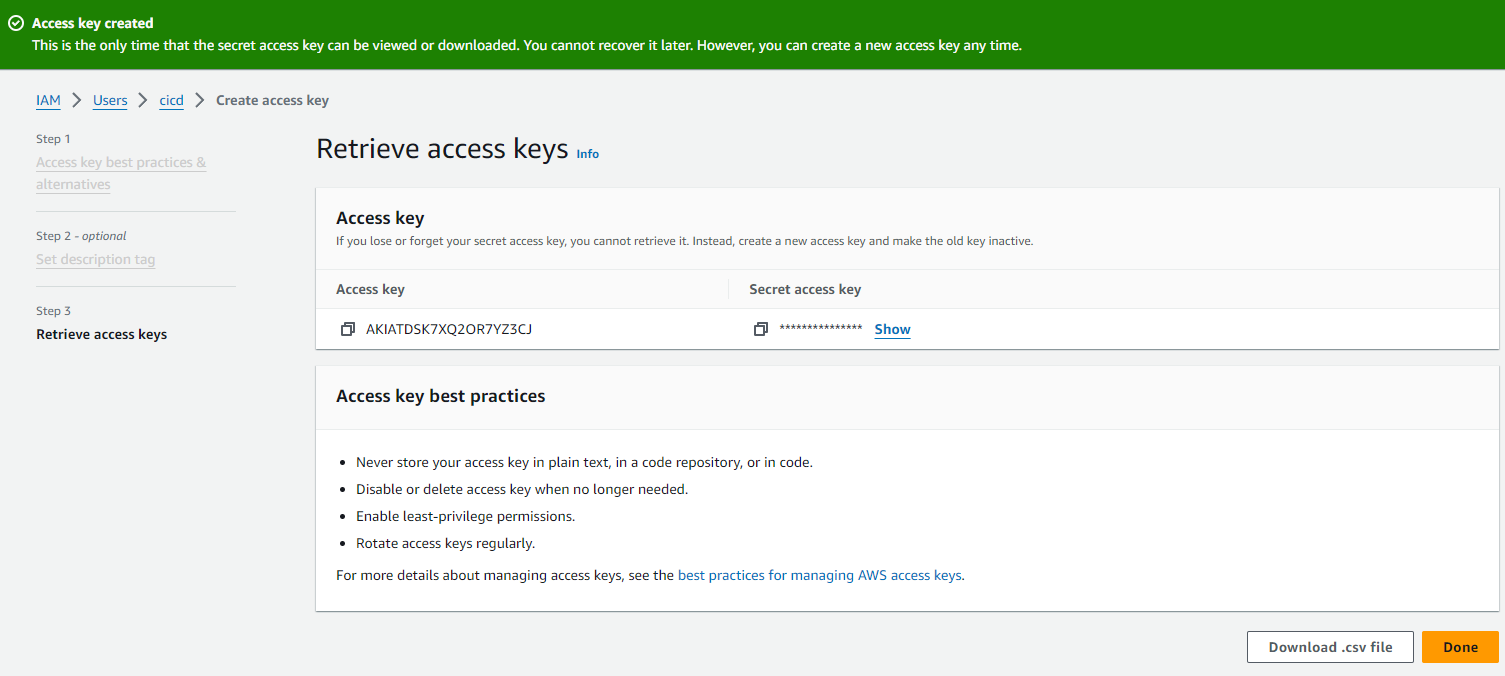 Access key created
This is the only time that the secret access key can be viewed or downloaded. You cannot recover it later. However, you can create a new access key any time.
IAM > Users > cicd > Create access key
Step 1
Access key best practices &
alternatives
Step 2 - optional
Set description tag
Step 3
Retrieve access keys
Retrieve access keys Info
Access key
If you lose or forget your secret access key, you cannot retrieve it. Instead, create a new access key and make the old key inactive.
Access key Secret access key
AKIATDSK7XQ2OR7YZ3CJ *************** Show
Access key best practices
• Never store your access key in plain text, in a code repository, or in code.
• Disable or delete access key when no longer needed.
• Enable least-privilege permissions.
• Rotate access keys regularly.
For more details about managing access keys, see the best practices for managing AWS access keys.
Download .csv file Done